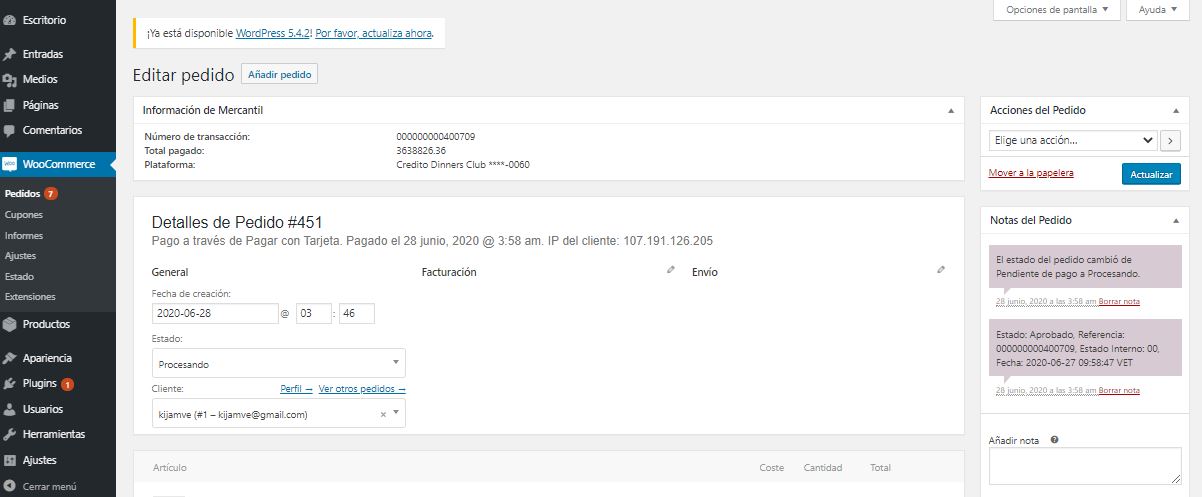 Opciones de pantalla ▼
Ayuda ▼
Escritorio
Entradas
Medios
Páginas
Comentarios
WooCommerce
Pedidos 7
Cupones
Informes
Ajustes
Estado
Extensiones
Productos
Apariencia
Plugins 1
Usuarios
Herramientas
Ajustes
Cerrar menú
¡Ya está disponible WordPress 5.4.2! Por favor, actualiza ahora.
Editar pedido
Añadir pedido
Información de Mercantil
Número de transacción: 000000000400709
Total pagado: 3638826.36
Plataforma: Credito Dinners Club ****-0060
Detalles de Pedido #451
Pago a través de Pagar con Tarjeta. Pagado el 28 junio, 2020 @ 3:58 am. IP del cliente: 107.191.126.205
General
Fecha de creación:
2020-06-28 @ 03 : 46
Estado:
Procesando
Cliente: Perfil → Ver otros pedidos →
kijamve (#1 – kijamve@gmail.com) ×
Facturación
Envío
Artículo Coste Cantidad Total
Acciones del Pedido
Elige una acción...
Mover a la papelera
Actualizar
Notas del Pedido
El estado del pedido cambió de
Pendiente de pago a Procesando.
28 junio, 2020 a las 3:58 am Borrar nota
Estado: Aprobado, Referencia:
000000000400709, Estado Interno: 00,
Fecha: 2020-06-27 09:58:47 VET
28 junio, 2020 a las 3:58 am Borrar nota
Añadir nota